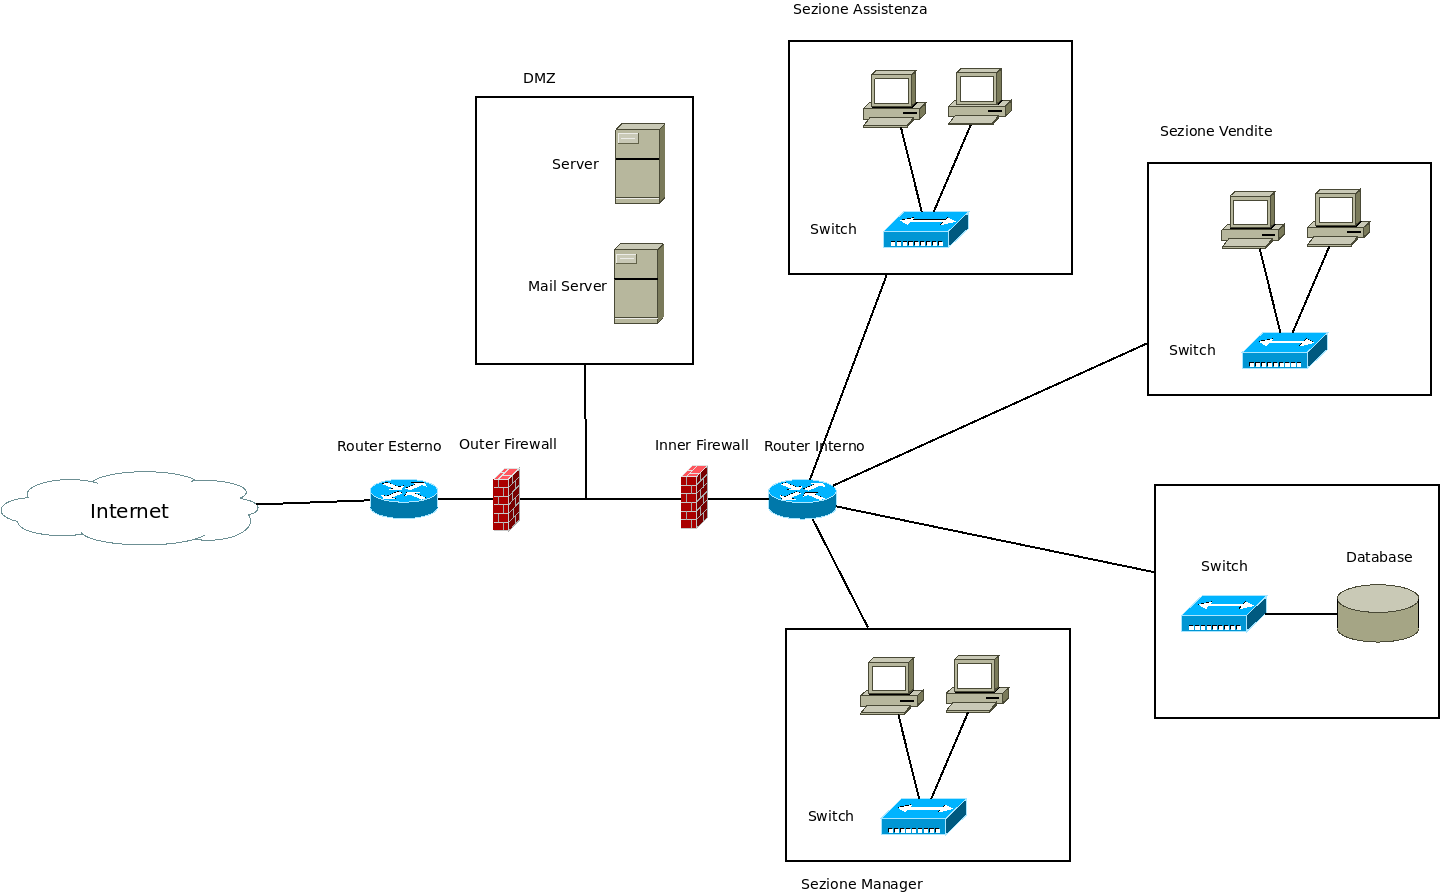 Sezione Assistenza
DMZ
Sezione Vendite
Server
Switch
Mail Server
Switch
Router Esterno
Outer Firewall
Inner Firewall
Router Interno
Internet
Database
Switch
Switch
Sezione Manager